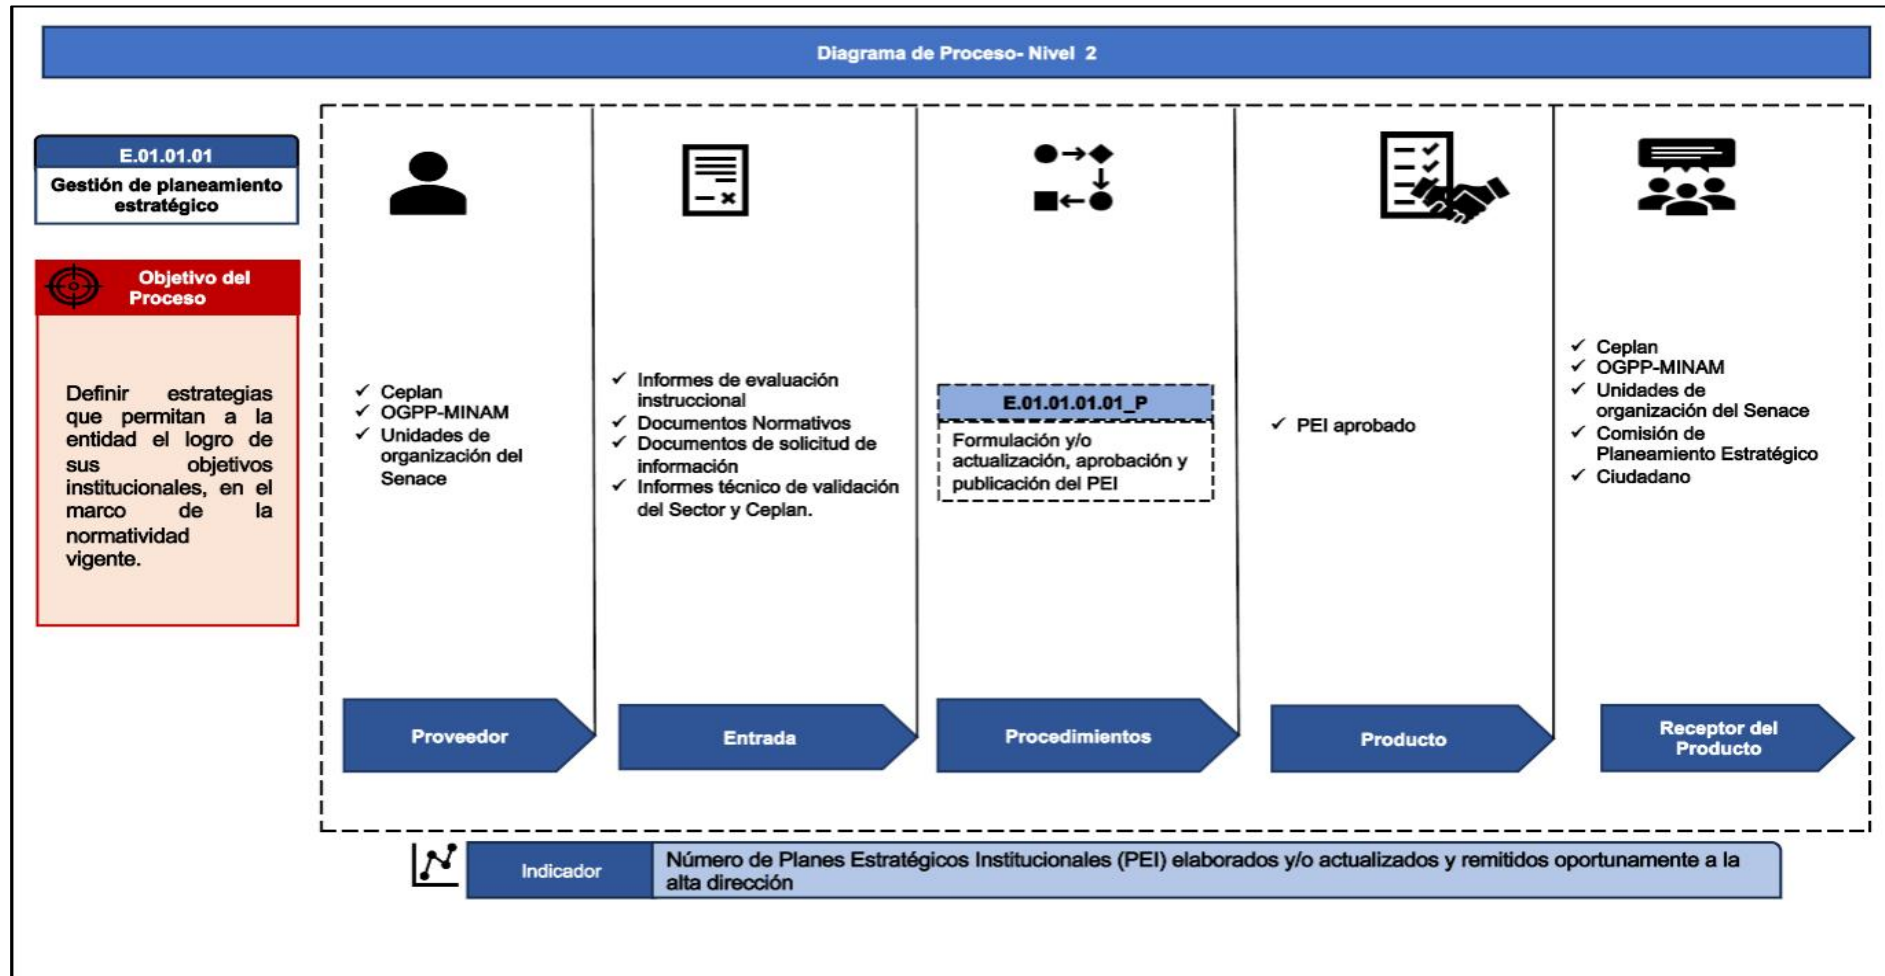 Diagrama de Proceso- Nivel 2
E.01.01.01
Gestión de planeamiento
estratégico
Objetivo del
Proceso
Definir estrategias
que permitan a la
entidad el logro de
sus objetivos
institucionales, en el
marco de la
normatividad
vigente.
✓ Ceplan
✓ OGPP-MINAM
✓ Unidades de
organización del
Senace
Proveedor
✓ Informes de evaluación
instruccional
✓ Documentos Normativos
✓ Documentos de solicitud de
información
✓ Informes técnico de validación
del Sector y Ceplan.
Entrada
E.01.01.01.01_P
Formulación y/o
actualización, aprobación y
publicación del PEI
Procedimientos
✓ PEI aprobado
Producto
✓ Ceplan
✓ OGPP-MINAM
✓ Unidades de
organización del Senace
✓ Comisión de
Planeamiento Estratégico
✓ Ciudadano
Receptor del
Producto
Indicador
Número de Planes Estratégicos Institucionales (PEI) elaborados y/o actualizados y remitidos oportunamente a la
alta dirección